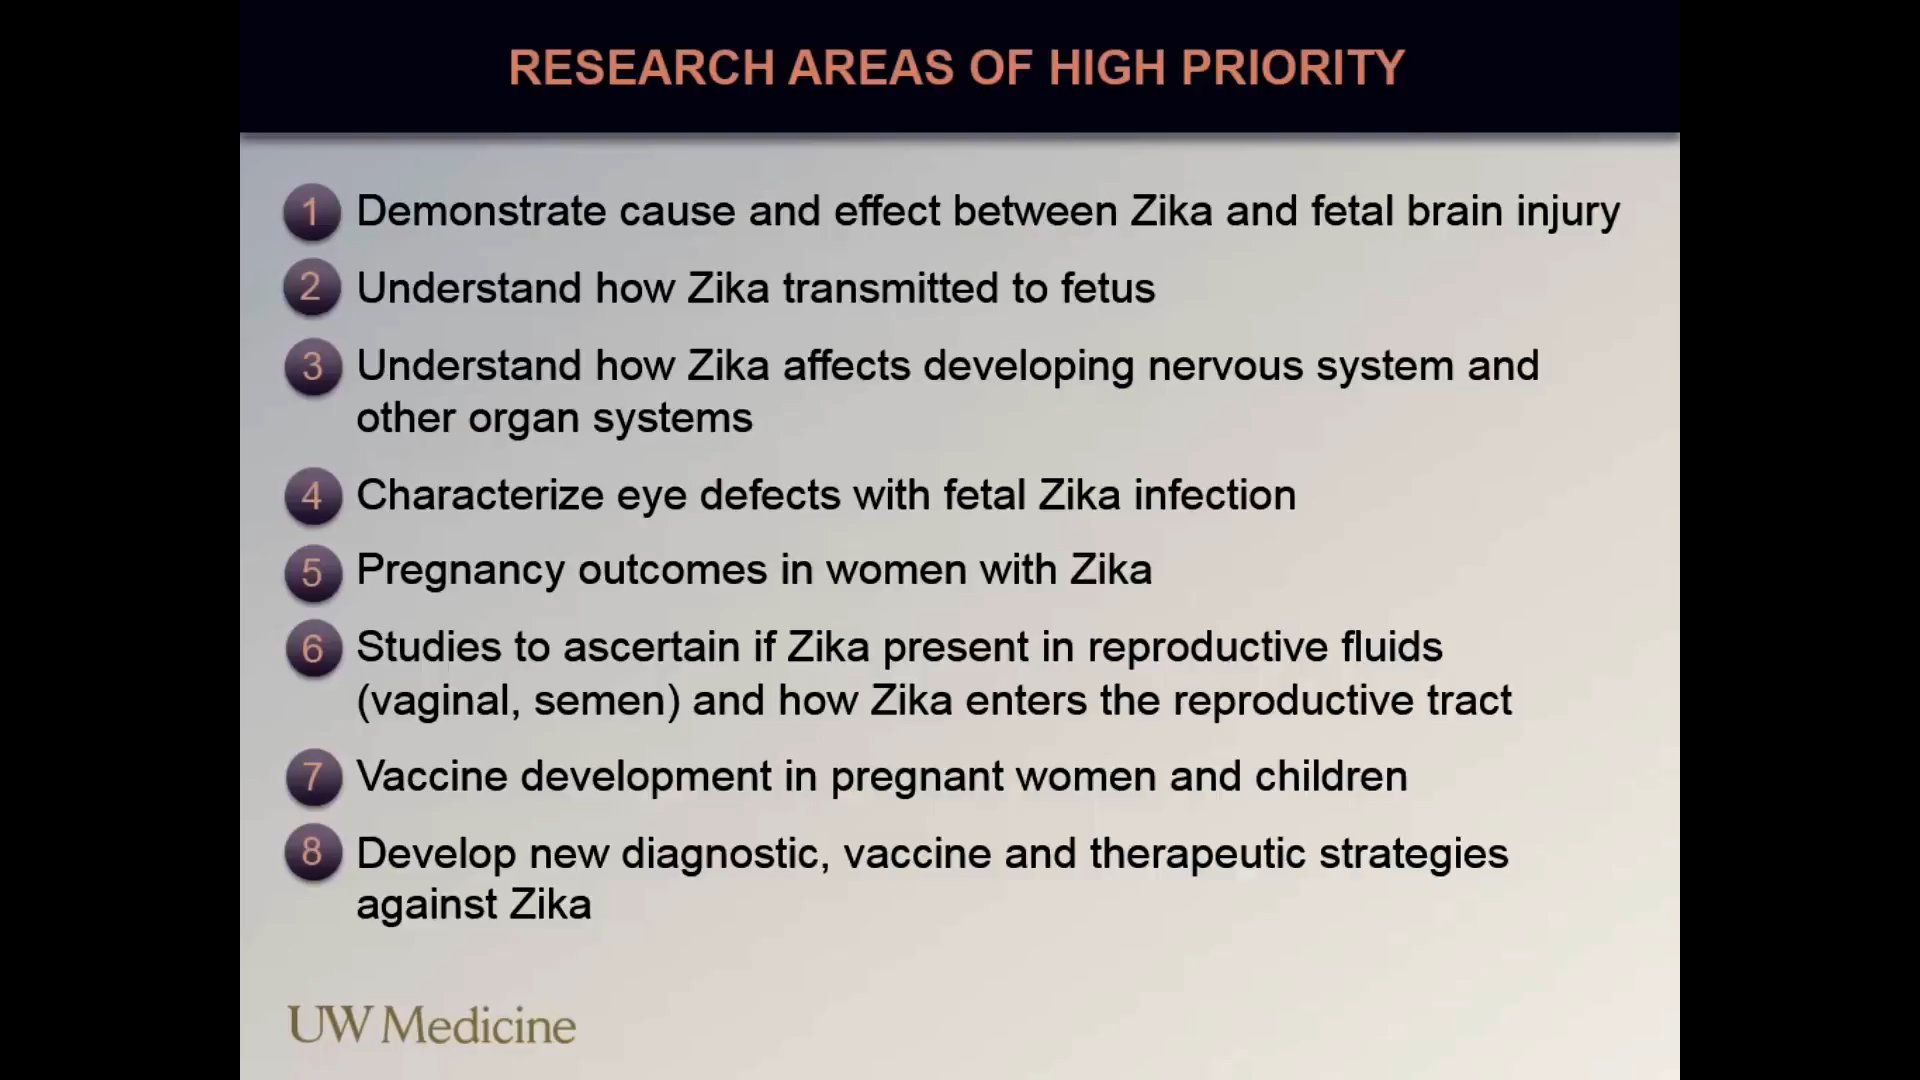 RESEARCH AREAS OF HIGH PRIORITY
1 Demonstrate cause and effect between Zika and fetal brain injury
2 Understand how Zika transmitted to fetus
3 Understand how Zika affects developing nervous system and
other organ systems
4 Characterize eye defects with fetal Zika infection
5 Pregnancy outcomes in women with Zika
6 Studies to ascertain if Zika present in reproductive fluids
(vaginal, semen) and how Zika enters the reproductive tract
7 Vaccine development in pregnant women and children
8 Develop new diagnostic, vaccine and therapeutic strategies
against Zika
UW Medicine